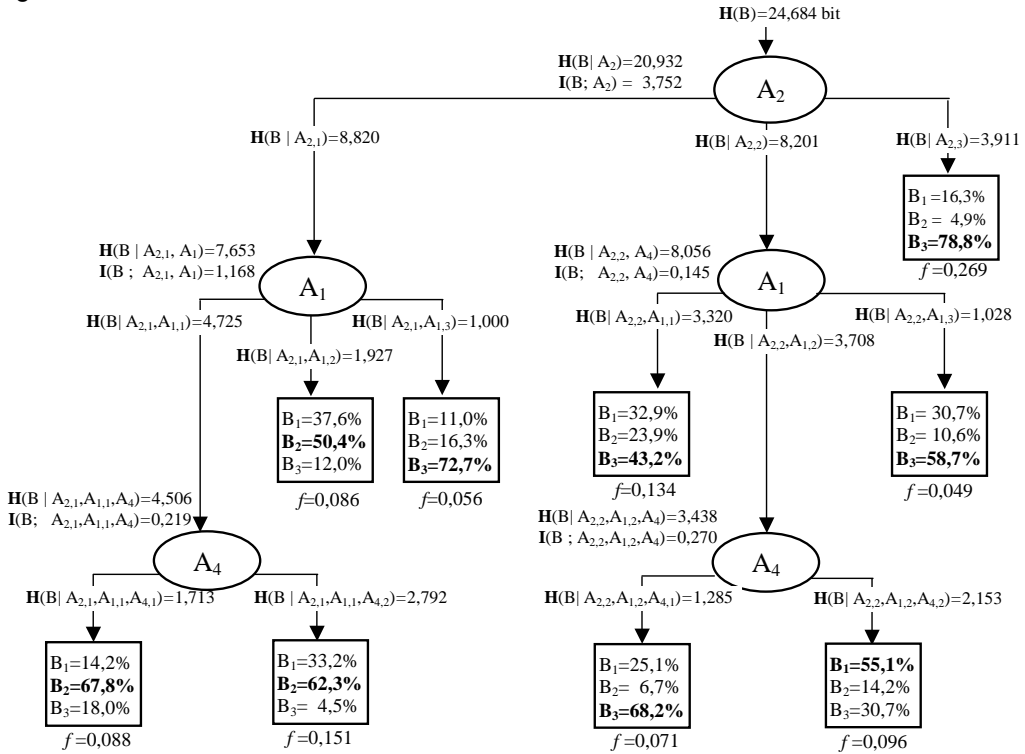 H(B)=24,684 bit
H(B| A2)=20,932
I(B; A2) = 3,752
A2
H(B | A2,1)=8,820
H(B| A2,2)=8,201
H(B| A2,3)=3,911
B1 =16,3%
B2 = 4,9%
B3=78,8%
f=0,269
H(B | A2,1, A1)=7,653
I(B ; A2,1, A1)=1,168
A1
H(B | A2,2, A4)=8,056
I(B; A2,2, A4)=0,145
A1
H(B| A2,1,A1,1)=4,725
H(B| A2,1,A1,3)=1,000
H(B| A2,1,A1,2)=1,927
H(B| A2,2,A1,1)=3,320
H(B| A2,2,A1,3)=1,028
H(B | A2,2,A1,2)=3,708
B1=37,6%
B2=50,4%
B3=12,0%
f=0,086
B1=11,0%
B2=16,3%
B3=72,7%
f=0,056
B1=32,9%
B2=23,9%
B3=43,2%
f=0,134
B1= 30,7%
B2= 10,6%
B3=58,7%
f=0,049
H(B | A2,1,A1,1,A4)=4,506
I(B; A2,1,A1,1,A4)=0,219
A4
H(B| A2,2,A1,2,A4)=3,438
I(B ; A2,2,A1,2,A4)=0,270
A4
H(B| A2,1,A1,1,A4,1)=1,713
H(B | A2,1,A1,1,A4,2)=2,792
H(B| A2,2,A1,2,A4,1)=1,285
H(B| A2,2,A1,2,A4,2)=2,153
B1=14,2%
B2=67,8%
B3=18,0%
f=0,088
B1=33,2%
B2=62,3%
B3= 4,5%
f=0,151
B1=25,1%
B2= 6,7%
B3=68,2%
f=0,071
B1=55,1%
B2=14,2%
B3=30,7%
f=0,096